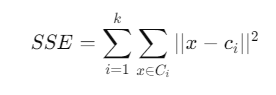 $SSE = \sum_{i=1}^{k} \sum_{x \in C_i} ||x - c_i||^2$